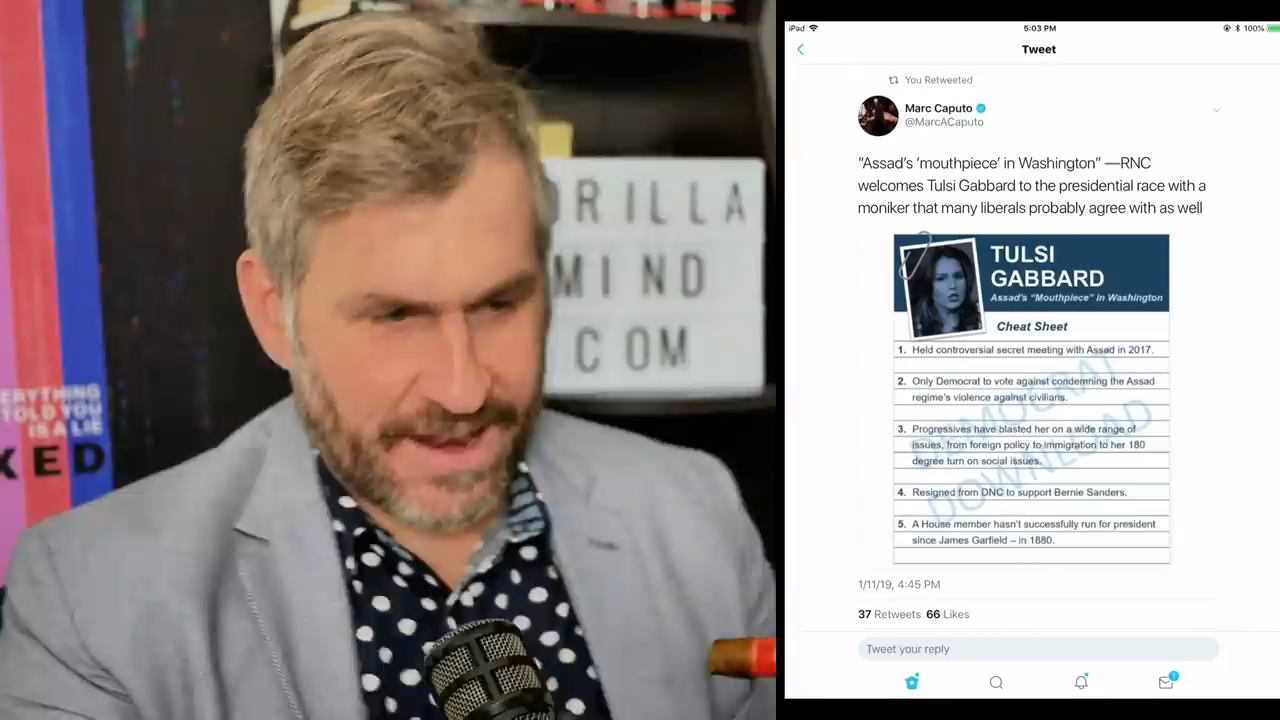 ERYTHING
TOLD YOU
IS A LIE
KED
RILLA
MIND
COM
iPad
5:03 PM
100%
Tweet
You Retweeted
Marc Caputo
@MarcACaputo
“Assad’s ‘mouthpiece’ in Washington” —RNC
welcomes Tulsi Gabbard to the presidential race with a
moniker that many liberals probably agree with as well
TULSI
GABBARD
Assad's "Mouthpiece" in Washington
Cheat Sheet
1. Held controversial secret meeting with Assad in 2017.
2. Only Democrat to vote against condemning the Assad
regime's violence against civilians.
3. Progressives have blasted her on a wide range of
issues, from foreign policy to immigration to her 180
degree turn on social issues.
4. Resigned from DNC to support Bernie Sanders.
5. A House member hasn't successfully run for president
since James Garfield – in 1880.
DEMOCRAT
DOWNLOAD
1/11/19, 4:45 PM
37 Retweets 66 Likes
Tweet your reply
1